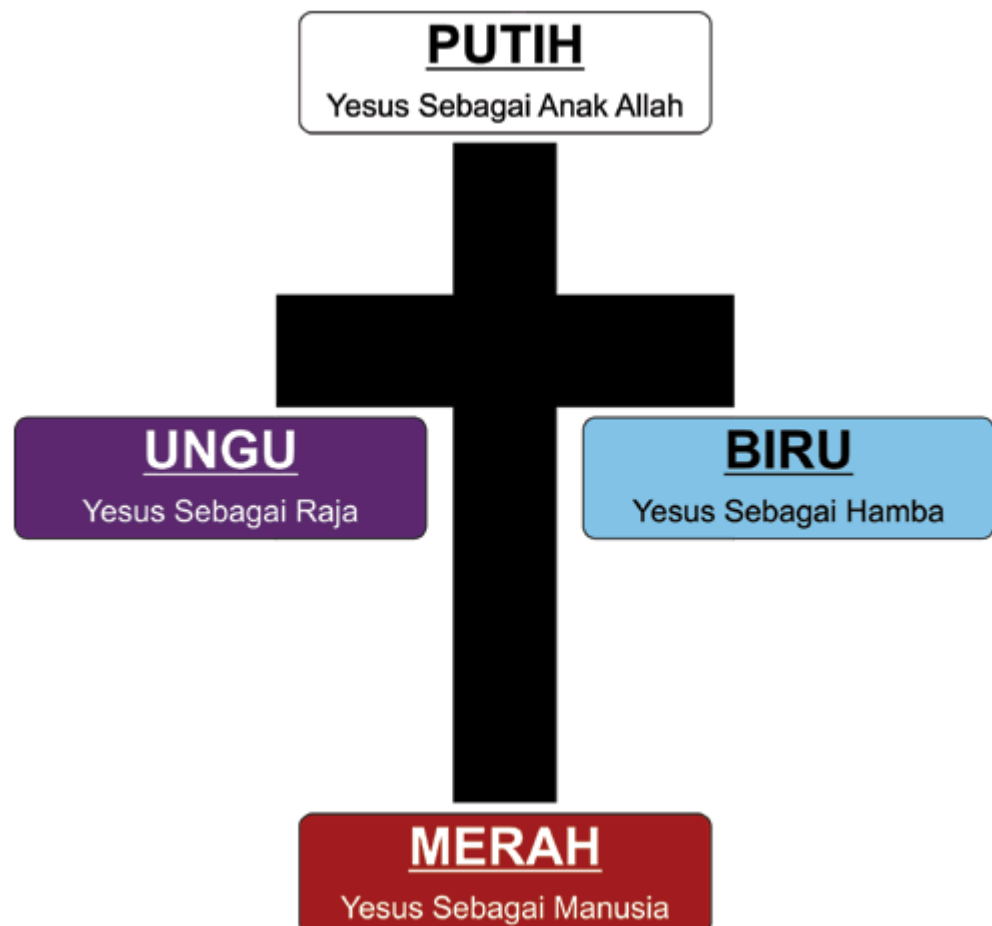 PUTIH
Yesus Sebagai Anak Allah
UNGU
Yesus Sebagai Raja
BIRU
Yesus Sebagai Hamba
MERAH
Yesus Sebagai Manusia